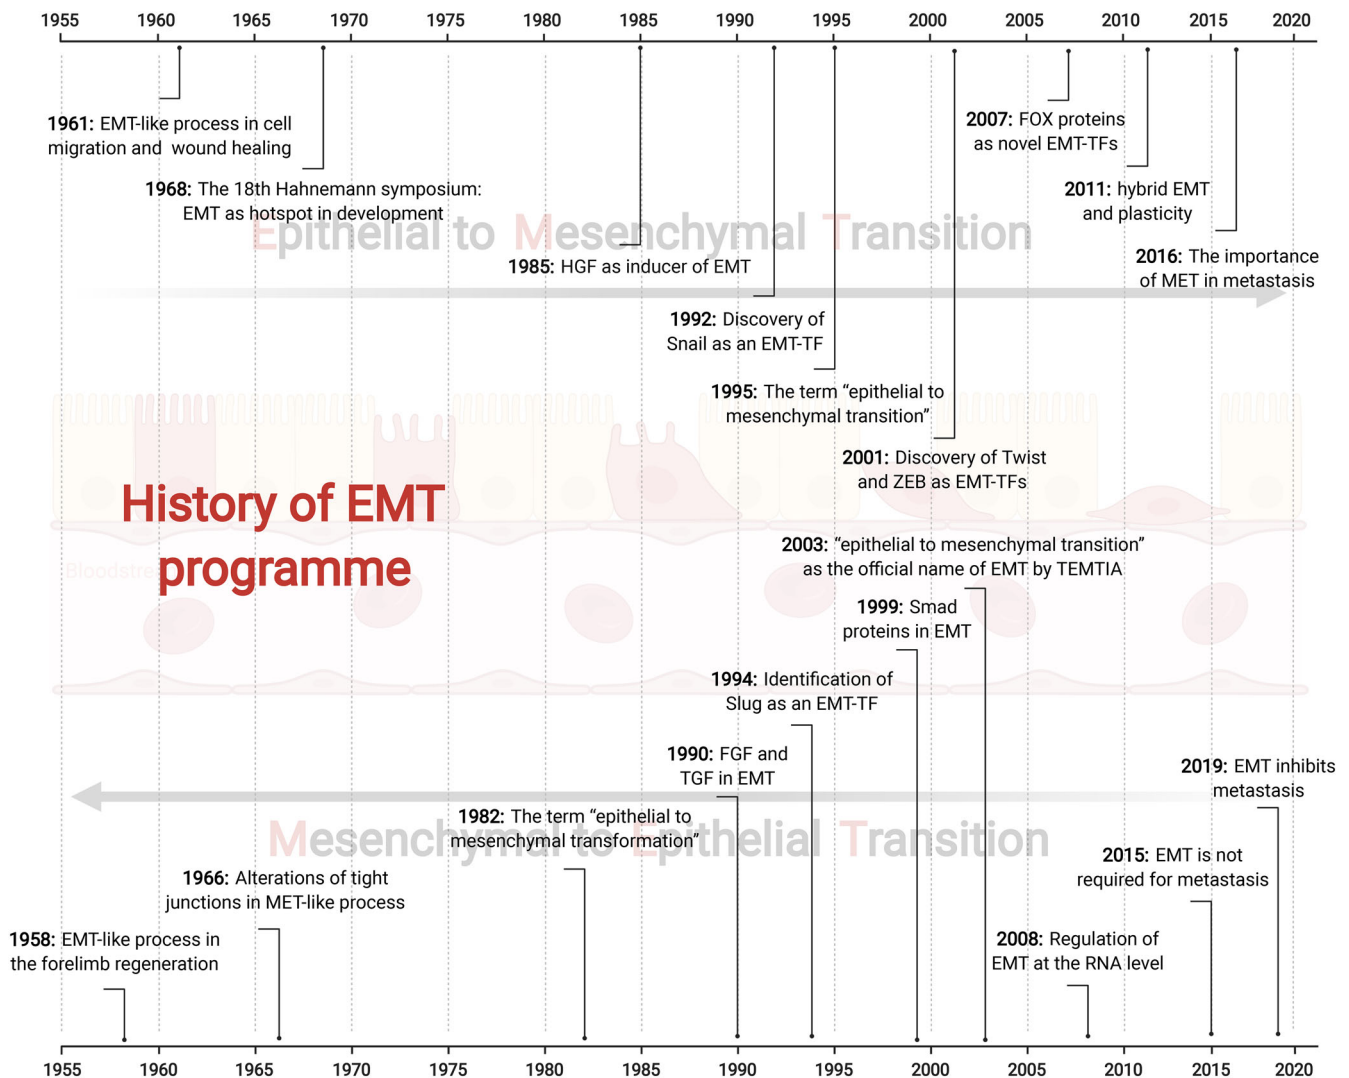 1955 1960 1965 1970 1975 1980 1985 1990 1995 2000 2005 2010 2015 2020
1961: EMT-like process in cell
migration and wound healing
1968: The 18th Hahnemann symposium:
EMT as hotspot in development
2007: FOX proteins
as novel EMT-TFs
2011: hybrid EMT
and plasticity
Epithelial to Mesenchymal Transition
1985: HGF as inducer of EMT
2016: The importance
of MET in metastasis
1992: Discovery of
Snail as an EMT-TF
1995: The term “epithelial to
mesenchymal transition”
2001: Discovery of Twist
and ZEB as EMT-TFs
History of EMT
programme
2003: “epithelial to mesenchymal transition”
as the official name of EMT by TEMTIA
1999: Smad
proteins in EMT
1994: Identification of
Slug as an EMT-TF
1990: FGF and
TGF in EMT
2019: EMT inhibits
metastasis
1982: The term “epithelial to
mesenchymal transformation”
Mesenchymal to Epithelial Transition
2015: EMT is not
required for metastasis
1966: Alterations of tight
junctions in MET-like process
1958: EMT-like process in
the forelimb regeneration
2008: Regulation of
EMT at the RNA level
1955 1960 1965 1970 1975 1980 1985 1990 1995 2000 2005 2010 2015 2020